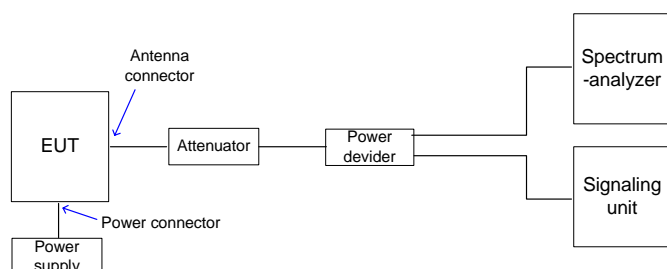 Antenna
connector
Spectrum
-analyzer
EUT
Attenuator
Power
devider
Signaling
unit
Power connector
Power
supply